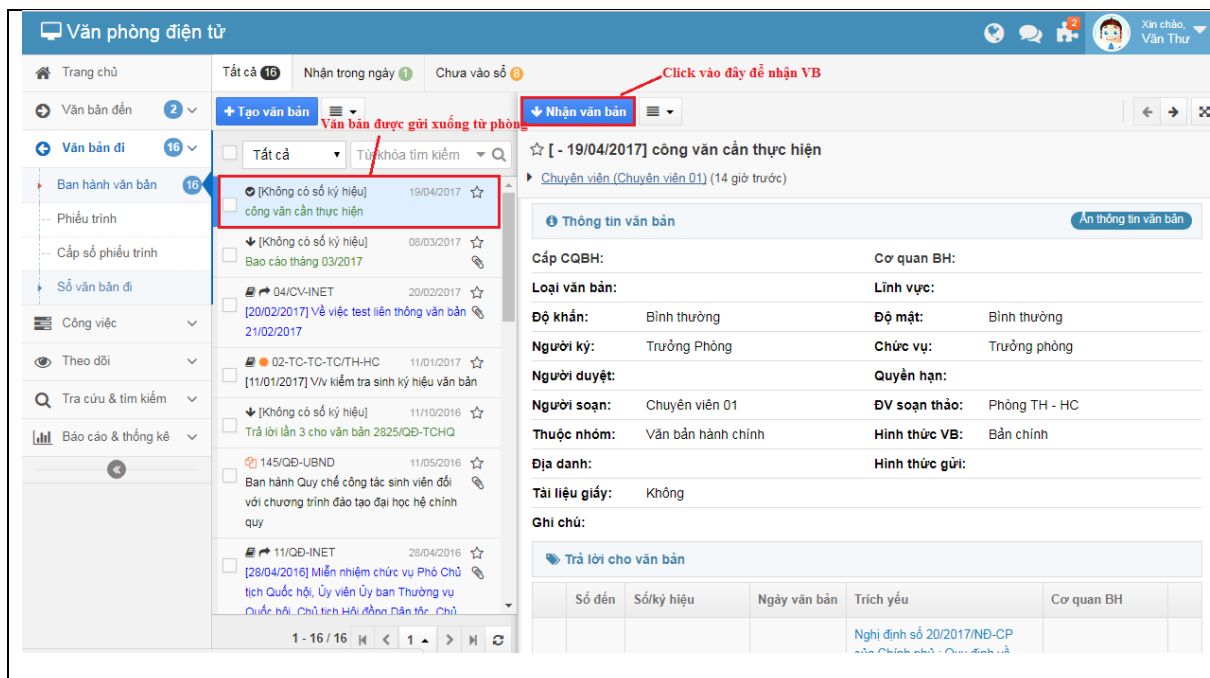 Văn phòng điện tử
2
Xin chào,
Văn Thư
Trang chủ
Văn bản đến 2
Văn bản đi 16
Ban hành văn bản 16
Phiếu trình
Cấp số phiếu trình
Sổ văn bản đi
Công việc
Theo dõi
Tra cứu & tìm kiếm
Báo cáo & thống kê
Tất cả 16 Nhận trong ngày 1 Chưa vào sổ 8
Click vào đây để nhận VB
+ Tạo văn bản
Văn bản được gửi xuống từ phòng
Tất cả Từ khóa tìm kiếm
[Không có số ký hiệu] 19/04/2017
công văn cần thực hiện
[Không có số ký hiệu] 08/03/2017
Bao cáo tháng 03/2017
04/CV-INET 20/02/2017
[20/02/2017] Về việc test liên thông văn bản
21/02/2017
02-TC-TC-TC/TH-HC 11/01/2017
[11/01/2017] V/v kiểm tra sinh ký hiệu văn bản
[Không có số ký hiệu] 11/10/2016
Trả lời lần 3 cho văn bản 2825/QĐ-TCHQ
145/QĐ-UBND 11/05/2016
Ban hành Quy chế công tác sinh viên đối
với chương trình đào tạo đại học hệ chính
quy
11/QĐ-INET 28/04/2016
[28/04/2016] Miễn nhiệm chức vụ Phó Chủ
tịch Quốc hội, Ủy viên Ủy ban Thường vụ
Quốc hội, Chủ tịch Hội đồng Dân tộc, Chủ
1 - 16 / 16 1
Nhận văn bản
[ - 19/04/2017] công văn cần thực hiện
Chuyên viên (Chuyên viên 01) (14 giờ trước)
Thông tin văn bản Ẩn thông tin văn bản
Cấp CQBH: Cơ quan BH:
Loại văn bản: Lĩnh vực:
Độ khẩn: Bình thường Độ mật: Bình thường
Người ký: Trưởng Phòng Chức vụ: Trưởng phòng
Người duyệt: Quyền hạn:
Người soạn: Chuyên viên 01 ĐV soạn thảo: Phòng TH - HC
Thuộc nhóm: Văn bản hành chính Hình thức VB: Bản chính
Địa danh: Hình thức gửi:
Tài liệu giấy: Không
Ghi chú:
Trả lời cho văn bản
Số đến Số/ký hiệu Ngày văn bản Trích yếu Cơ quan BH
Nghị định số 20/2017/NĐ-CP
của Chính phủ : Quy định về